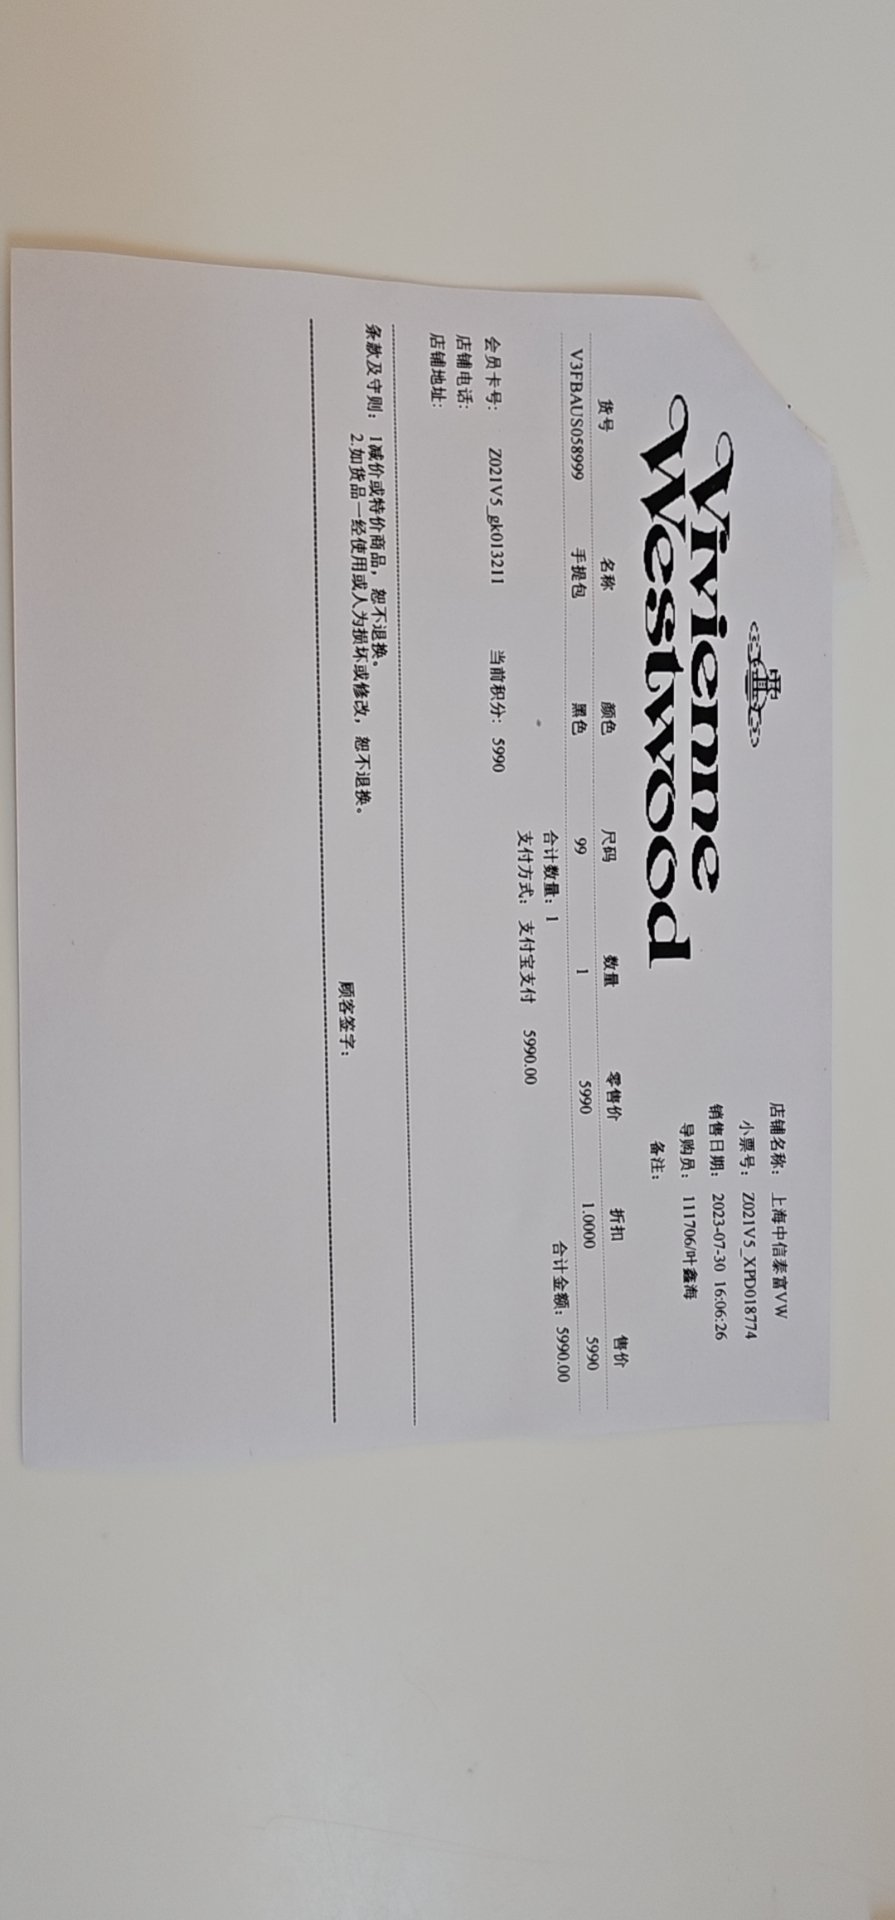 Vivienne
Westwood
店铺名称： 上海中信泰富VW
小票号： Z021V5_XPD018774
销售日期： 2023-07-30 16:06:26
导购员： 111706/叶鑫海
备注：
货号 名称 颜色 尺码 数量 零售价 折扣 售价
V3FBAUS058999 手提包 黑色 99 1 5990 1.0000 5990
合计数量：1 合计金额：5990.00
支付方式： 支付宝支付 5990.00
会员卡号： Z021V5_gk013211 当前积分：5990
店铺电话：
店铺地址：
条款及守则： 1减价或特价商品，恕不退换。
2.如货品一经使用或人为损坏或修改，恕不退换。
顾客签字：